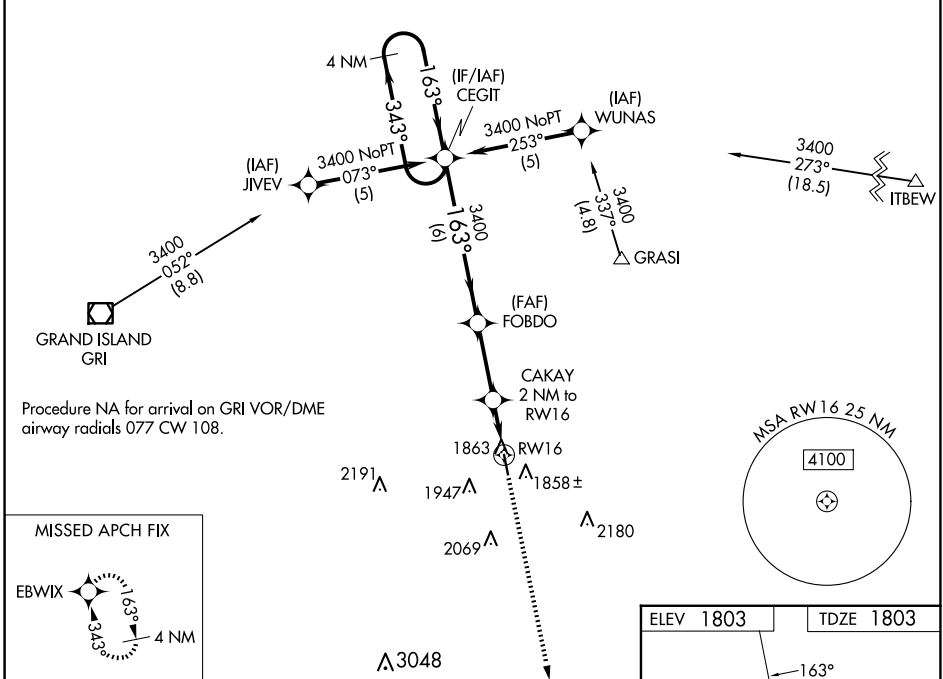 4 NM
163°
343°
(IF/IAF)
CEGIT
(IAF)
WUNAS
3400 NoPT
253°
(5)
3400
273°
(18.5)
ITBEW
(IAF)
JIVEV
3400 NoPT
073°
(5)
3400
337°
(4.8)
GRASI
3400
163°
(6)
3400
052°
(8.8)
GRAND ISLAND
GRI
(FAF)
FOBDO
CAKAY
2 NM to
RW16
Procedure NA for arrival on GRI VOR/DME
airway radials 077 CW 108.
1863
RW16
2191
1947
1858±
2069
2180
MSA RW16 25 NM
4100
MISSED APCH FIX
EBWIX
163°
343°
4 NM
3048
ELEV 1803
TDZE 1803
163°